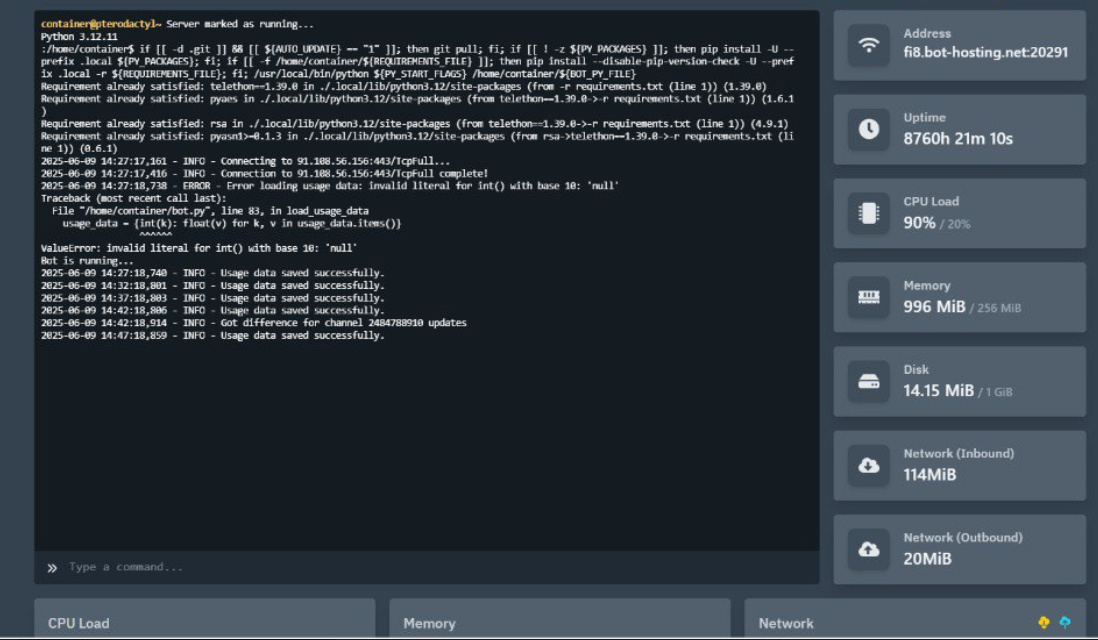 container@pterodactyl~ Server marked as running...
Python 3.12.11
:/home/container$ if [[ -d .git ]] && [[ ${AUTO_UPDATE} == "1" ]]; then git pull; fi; if [[ ! -z ${PY_PACKAGES} ]]; then pip install -U --
prefix .local ${PY_PACKAGES}; fi; if [[ -f /home/container/${REQUIREMENTS_FILE} ]]; then pip install --disable-pip-version-check -U --pref
ix .local -r ${REQUIREMENTS_FILE}; fi; /usr/local/bin/python ${PY_START_FLAGS} /home/container/${BOT_PY_FILE}
Requirement already satisfied: telethon==1.39.0 in ./.local/lib/python3.12/site-packages (from -r requirements.txt (line 1)) (1.39.0)
Requirement already satisfied: pyaes in ./.local/lib/python3.12/site-packages (from telethon==1.39.0->-r requirements.txt (line 1)) (1.6.1
)
Requirement already satisfied: rsa in ./.local/lib/python3.12/site-packages (from telethon==1.39.0->-r requirements.txt (line 1)) (4.9.1)
Requirement already satisfied: pyasn1>=0.1.3 in ./.local/lib/python3.12/site-packages (from rsa->telethon==1.39.0->-r requirements.txt (li
ne 1)) (0.6.1)
2025-06-09 14:27:17,161 - INFO - Connecting to 91.108.56.156:443/TcpFull...
2025-06-09 14:27:17,416 - INFO - Connection to 91.108.56.156:443/TcpFull complete!
2025-06-09 14:27:18,738 - ERROR - Error loading usage data: invalid literal for int() with base 10: 'null'
Traceback (most recent call last):
  File "/home/container/bot.py", line 83, in load_usage_data
    usage_data = {int(k): float(v) for k, v in usage_data.items()}
                  ^^^^^^
ValueError: invalid literal for int() with base 10: 'null'
Bot is running...
2025-06-09 14:27:18,740 - INFO - Usage data saved successfully.
2025-06-09 14:32:18,801 - INFO - Usage data saved successfully.
2025-06-09 14:37:18,803 - INFO - Usage data saved successfully.
2025-06-09 14:42:18,806 - INFO - Usage data saved successfully.
2025-06-09 14:42:18,914 - INFO - Got difference for channel 2484788910 updates
2025-06-09 14:47:18,859 - INFO - Usage data saved successfully.
» Type a command...
Address
fi8.bot-hosting.net:20291
Uptime
8760h 21m 10s
CPU Load
90% / 20%
Memory
996 MiB / 256 MiB
Disk
14.15 MiB / 1 GiB
Network (Inbound)
114MiB
Network (Outbound)
20MiB
CPU Load
Memory
Network